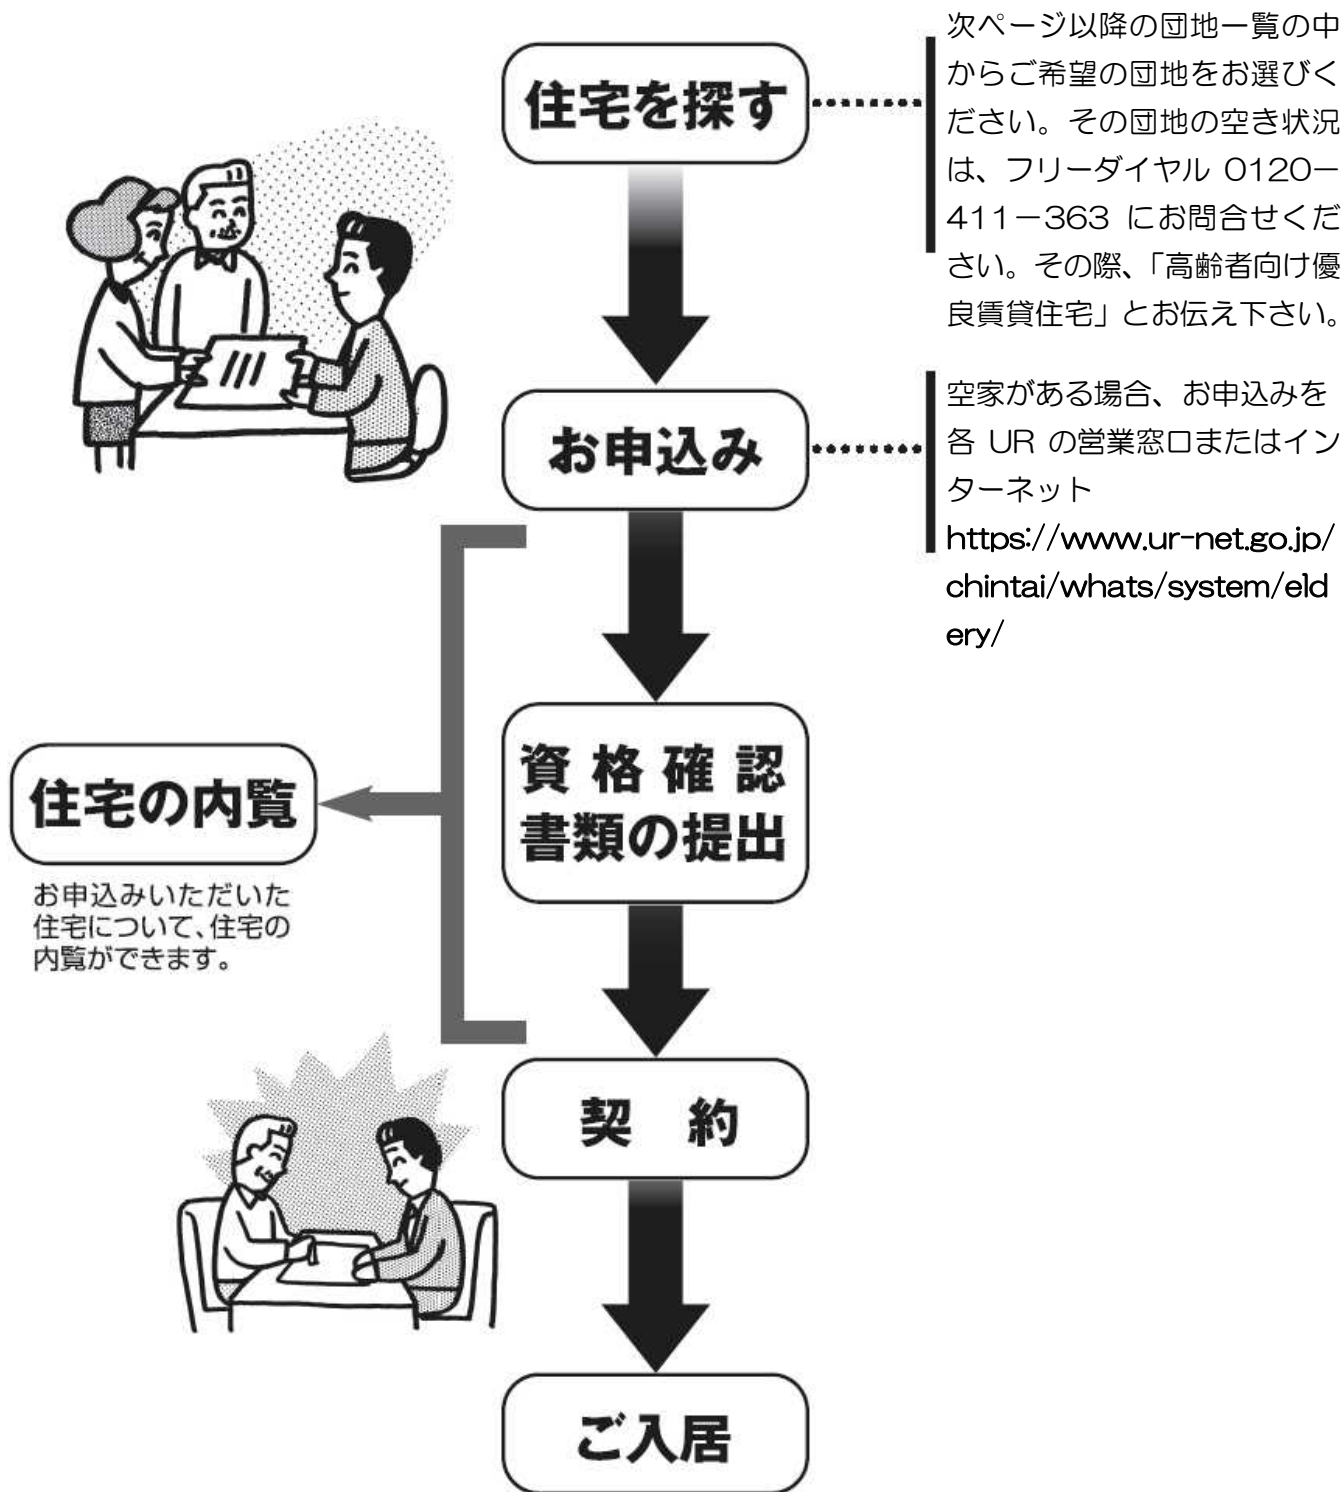 住宅を探す
次ページ以降の団地一覧の中
からご希望の団地をお選びく
ださい。その団地の空き状況
は、フリーダイヤル 0120－
411－363 にお問合せくだ
さい。その際、「高齢者向け優
良賃貸住宅」とお伝え下さい。
お申込み
空家がある場合、お申込みを
各 UR の営業窓口またはイン
ターネット
https://www.ur-net.go.jp/
chintai/whats/system/eld
ery/
資格確認
書類の提出
住宅の内覧
お申込みいただいた
住宅について、住宅の
内覧ができます。
契　約
ご入居